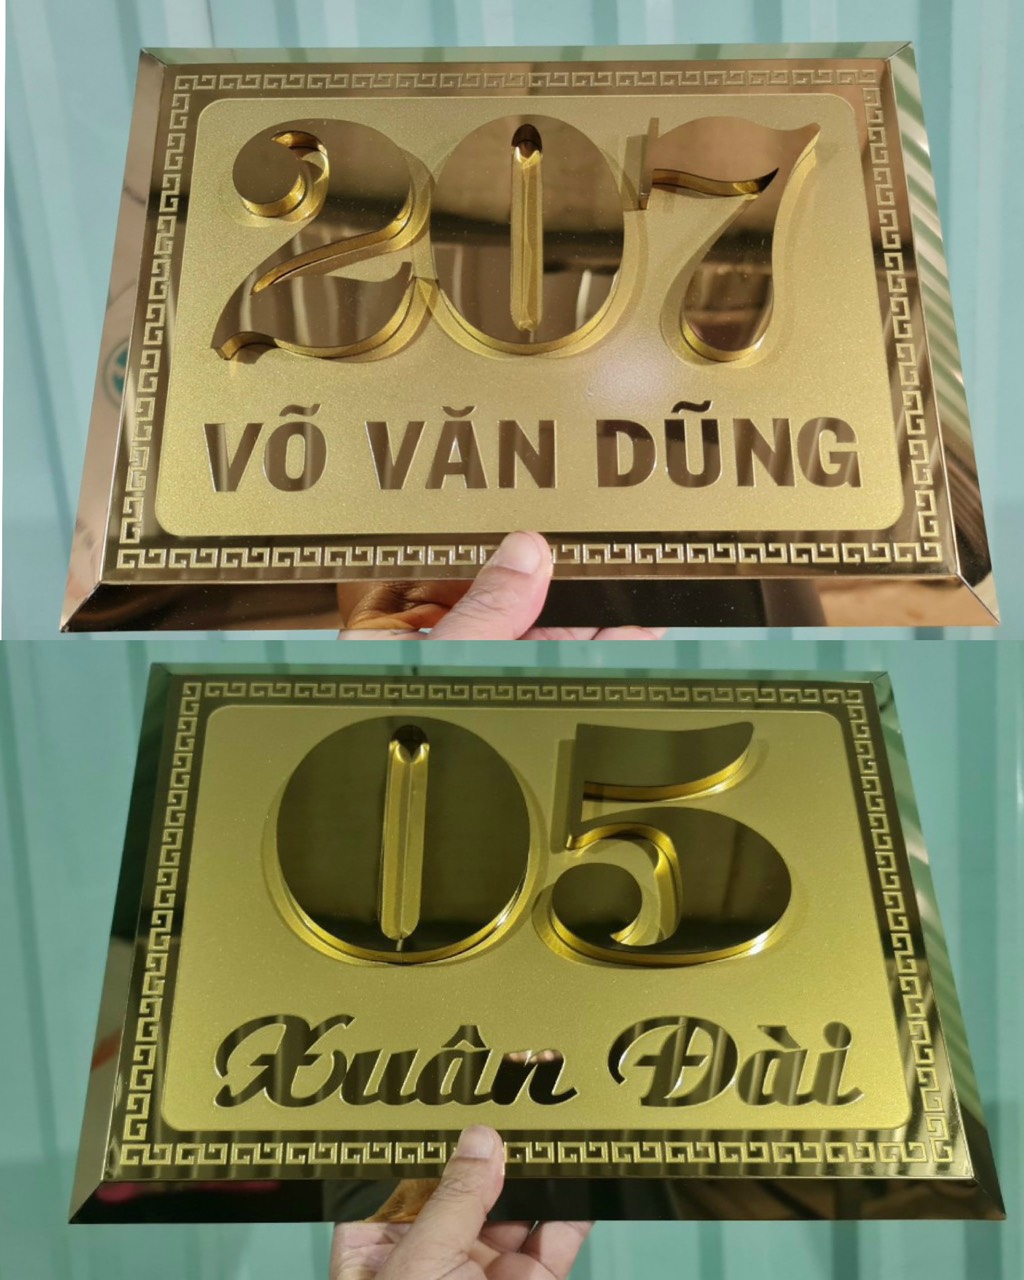 207
VÕ VĂN DŨNG
05
Xuân Đài